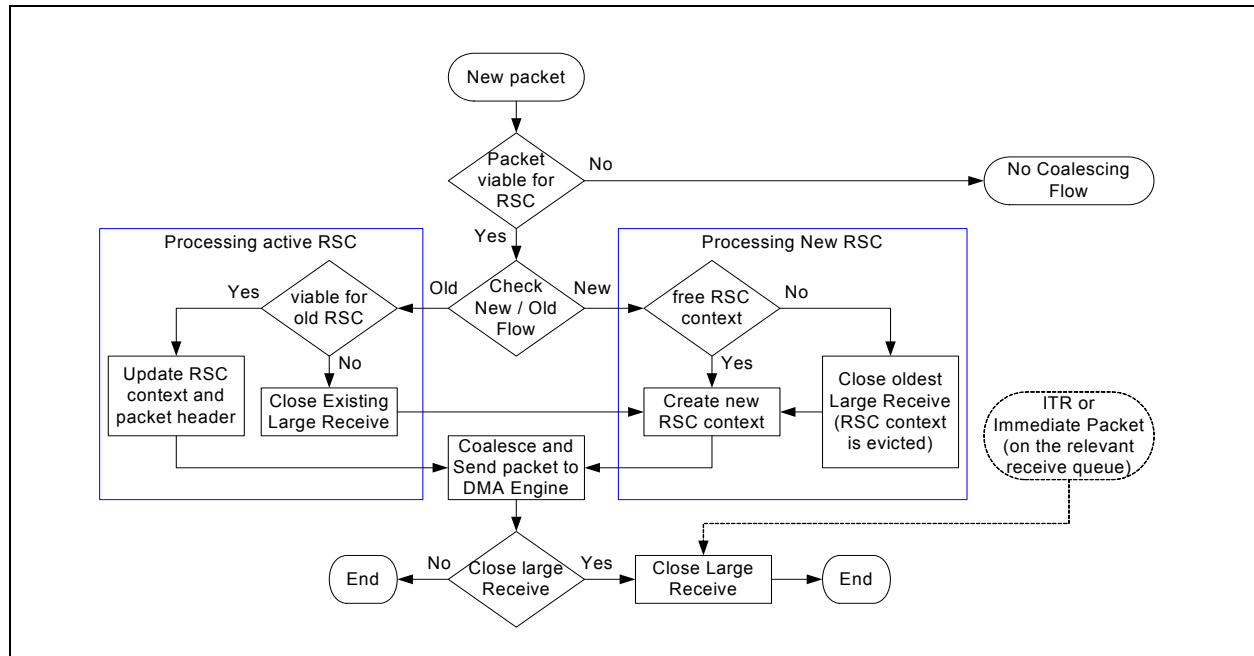 New packet
Packet
viable for
RSC
No
No Coalescing
Flow
Yes
Processing active RSC
Processing New RSC
Yes
viable for
old RSC
Old
Check
New / Old
Flow
New
free RSC
context
No
No
Yes
Update RSC
context and
packet header
Close Existing
Large Receive
Create new
RSC context
Close oldest
Large Receive
(RSC context
is evicted)
ITR or
Immediate Packet
(on the relevant
receive queue)
Coalesce and
Send packet to
DMA Engine
End
No
Close large
Receive
Yes
Close Large
Receive
End